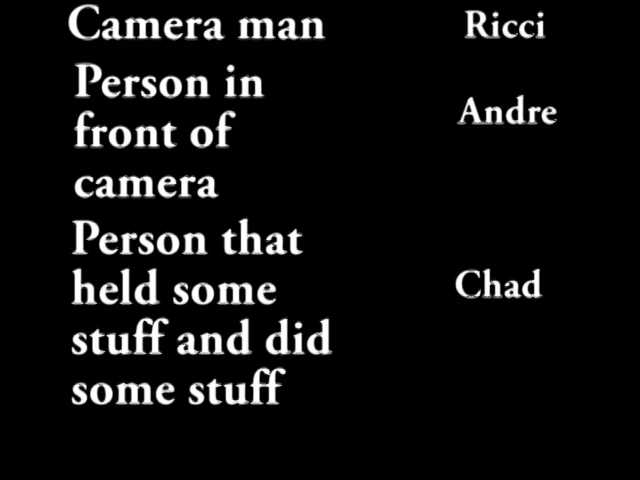 Camera man Ricci
Person in
front of Andre
camera
Person that
held some Chad
stuff and did
some stuff